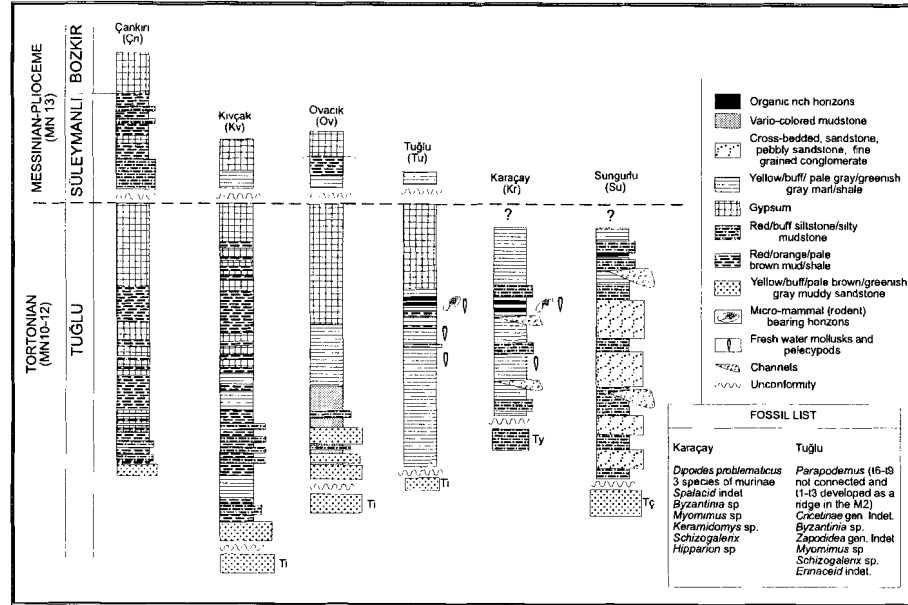 MESSINIAN-PLIOCEME
(MN 13)
TORTONIAN
(MN10-12)
BOZKIR
SÜLEYMANLI
TUĞLU
Çankırı
(Çn)
Kıvçak
(Kv)
Ovacık
(Ov)
Tuğlu
(Tu)
Karaçay
(Kr)
Sungurlu
(Su)
?
?
Ti
Ti
Ti
Ty
Tç
Organic rich horizons
Vario-colored mudstone
Cross-bedded, sandstone,
pebbly sandstone, fine
grained conglomerate
Yellow/buff/ pale gray/greenish
gray marl/shale
Gypsum
Red/buff siltstone/silty
mudstone
Red/orange/pale
brown mud/shale
Yellow/buff/pale brown/greenish
gray muddy sandstone
Micro-mammal (rodent)
bearing horizons
Fresh water mollusks and
pelecypods
Channels
Unconformity
FOSSIL LIST
Karaçay
Dipoides problematicus
3 species of murinae
Spalacid indet
Byzantinia sp
Myomimus sp
Keramidomys sp.
Schizogalerix
Hipparion sp
Tuğlu
Parapodemus (t6-t9
not connected and
t1-t3 developed as a
ridge in the M2)
Cricetinae gen. Indet.
Byzantinia sp.
Zapodidea gen. Indet
Myomimus sp
Schizogalerix sp.
Erinaceid indet.